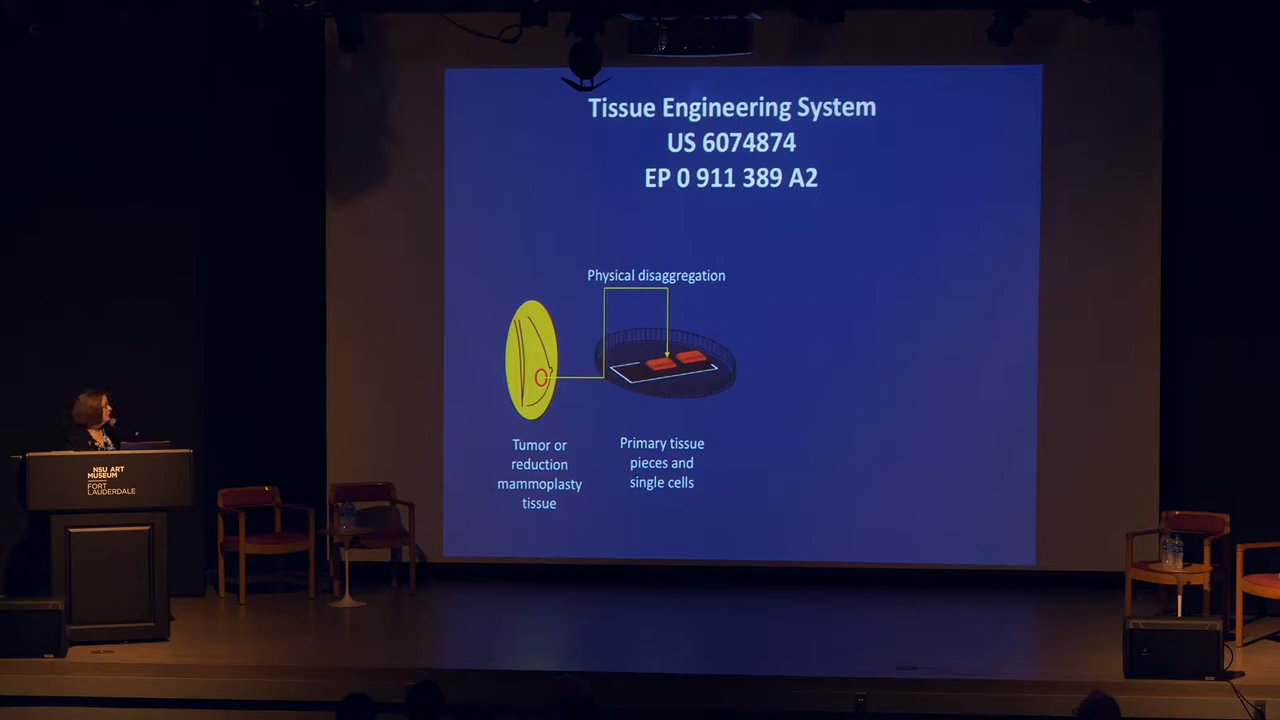 Tissue Engineering System
US 6074874
EP 0 911 389 A2
Physical disaggregation
Tumor or
reduction
mammoplasty
tissue
Primary tissue
pieces and
single cells
NSU ART
MUSEUM
FORT
LAUDERDALE